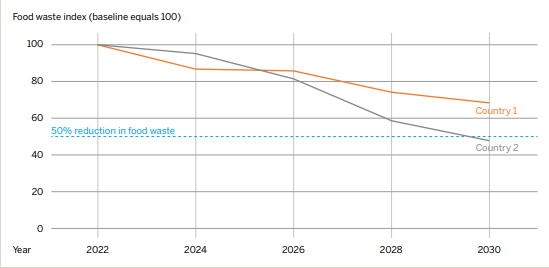 Food waste index (baseline equals 100)
100
80
60
Country 1
50% reduction in food waste
40
Country 2
20
0
Year 2022 2024 2026 2028 2030